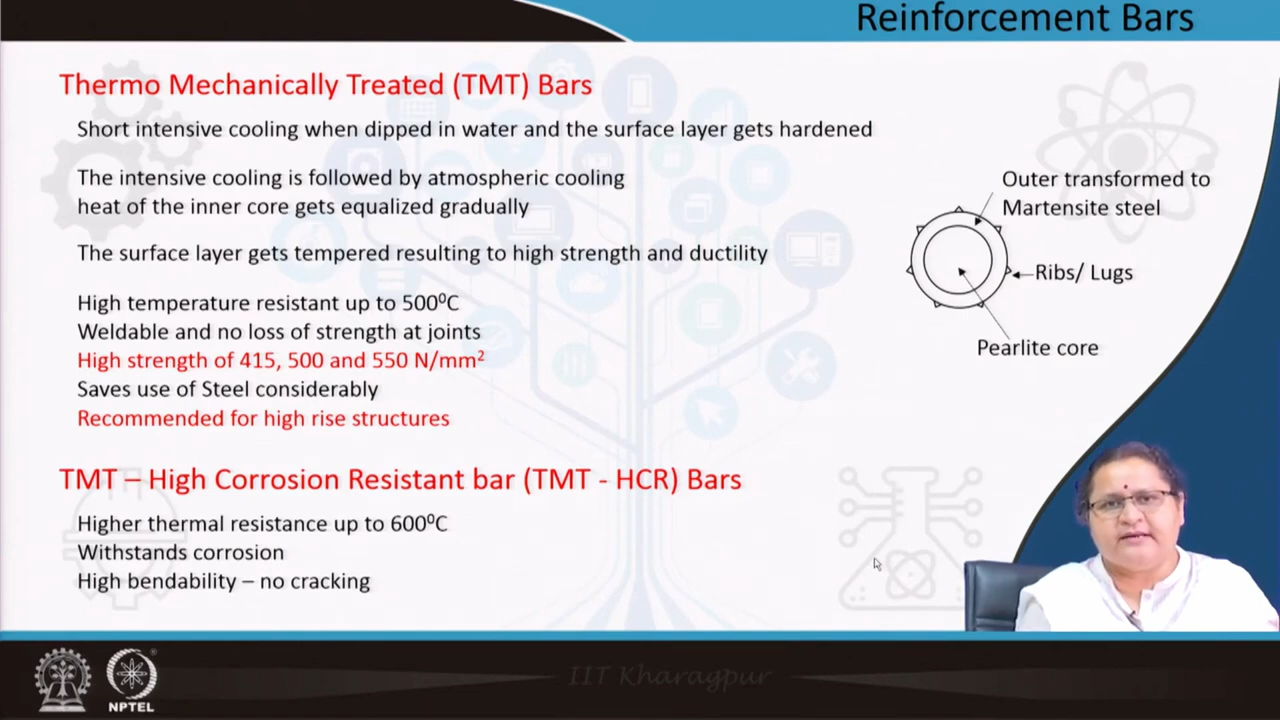 Reinforcement Bars
Thermo Mechanically Treated (TMT) Bars
Short intensive cooling when dipped in water and the surface layer gets hardened
The intensive cooling is followed by atmospheric cooling
heat of the inner core gets equalized gradually
The surface layer gets tempered resulting to high strength and ductility
High temperature resistant up to 500⁰C
Weldable and no loss of strength at joints
High strength of 415, 500 and 550 N/mm²
Saves use of Steel considerably
Recommended for high rise structures
Outer transformed to
Martensite steel
Ribs/ Lugs
Pearlite core
TMT – High Corrosion Resistant bar (TMT - HCR) Bars
Higher thermal resistance up to 600⁰C
Withstands corrosion
High bendability – no cracking
IIT Kharagpur
NPTEL